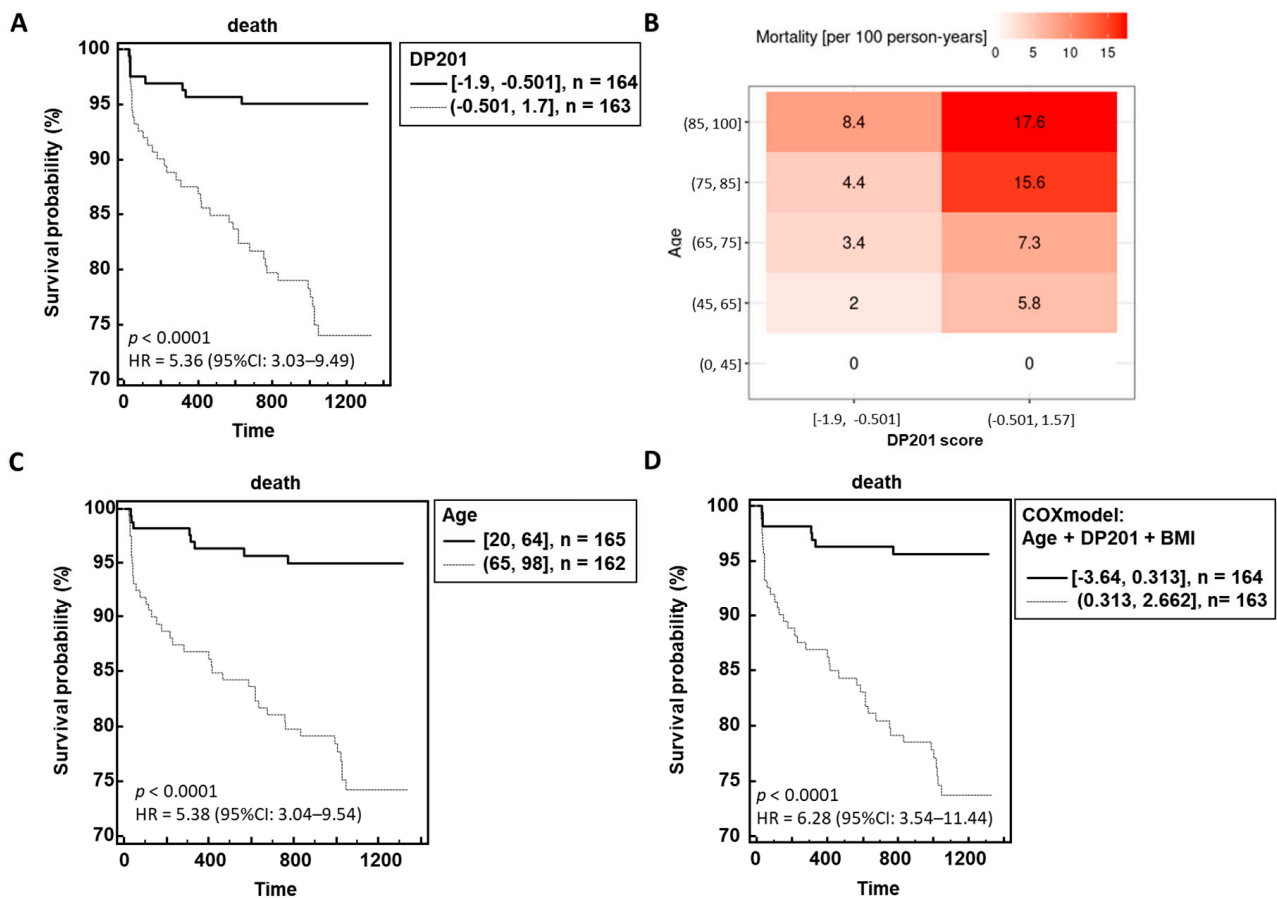 A
death
Survival probability (%)
100
95
90
85
80
75
70
0 400 800 1200
Time
p < 0.0001
HR = 5.36 (95%CI: 3.03–9.49)
DP201
[-1.9, -0.501], n = 164
(-0.501, 1.7], n = 163
B
Mortality [per 100 person-years]
0 5 10 15
Age
(85, 100] 8.4 17.6
(75, 85] 4.4 15.6
(65, 75] 3.4 7.3
(45, 65] 2 5.8
(0, 45] 0 0
[-1.9, -0.501] (-0.501, 1.57]
DP201 score
C
death
Survival probability (%)
100
95
90
85
80
75
70
0 400 800 1200
Time
p < 0.0001
HR = 5.38 (95%CI: 3.04–9.54)
Age
[20, 64], n = 165
(65, 98], n = 162
D
death
Survival probability (%)
100
95
90
85
80
75
70
0 400 800 1200
Time
p < 0.0001
HR = 6.28 (95%CI: 3.54–11.44)
COXmodel:
Age + DP201 + BMI
[-3.64, 0.313], n = 164
(0.313, 2.662], n= 163